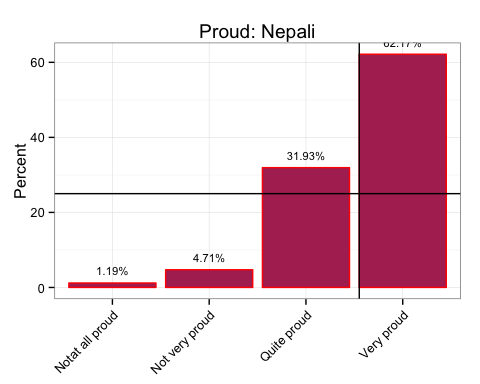 Proud: Nepali
62.17%
60
31.93%
40
Percent
20
4.71%
1.19%
0
Notat all proud
Not very proud
Quite proud
Very proud